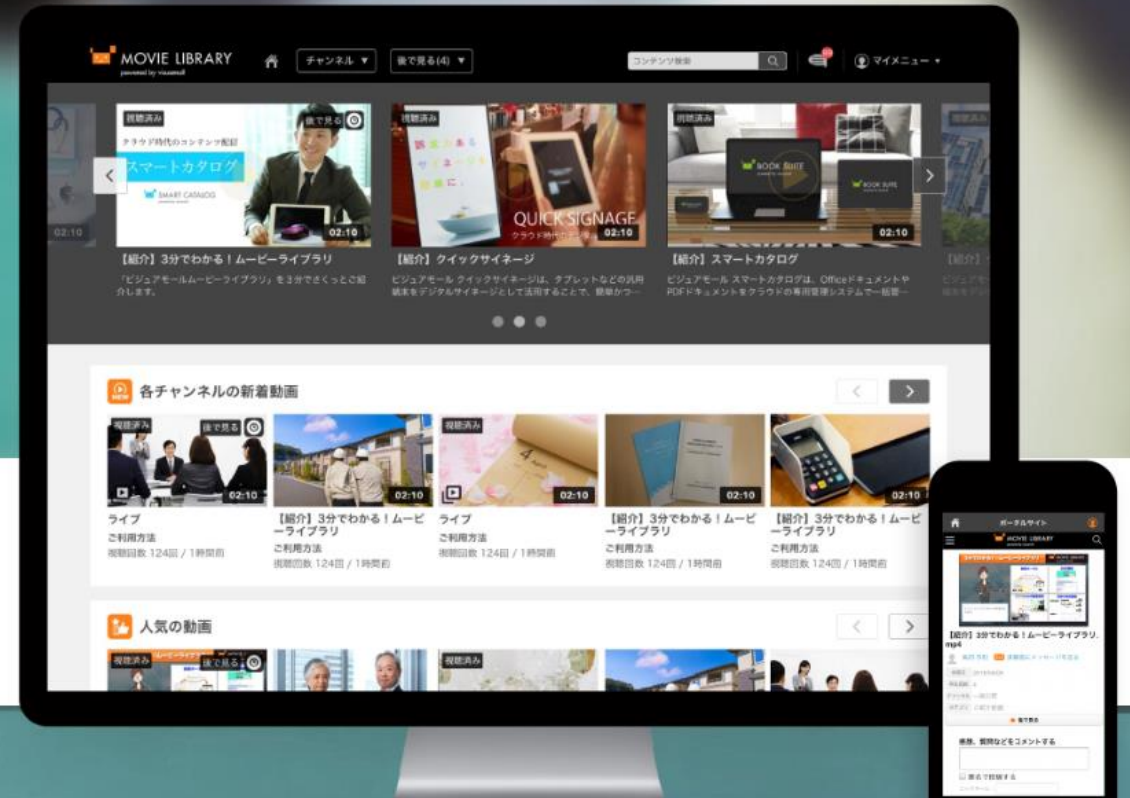 MOVIE LIBRARY
powered by visuamall
チャンネル ▼
後で見る(4) ▼
コンテンツ検索
マイメニュー
02:10
視聴済み
後で見る
クラウド時代のコンテンツ配信
スマートカタログ
SMART CATALOG
02:10
【紹介】3分でわかる!ムービーライブラリ
「ビジュアモールムービーライブラリ」を3分でさくっとご紹
介します。
視聴済み
QUICK SIGNAGE
02:10
【紹介】クイックサイネージ
ビジュアモール クイックサイネージは、タブレットなどの汎用
端末をデジタルサイネージとして活用することで、簡単かつ…
視聴済み
BOOK SUITE
BOOK SUITE
02:10
【紹介】スマートカタログ
ビジュアモール スマートカタログは、Officeドキュメントや
PDFドキュメントをクラウドの専用管理システムで一括管…
NEW
各チャンネルの新着動画
視聴済み
後で見る
02:10
ライブ
ご利用方法
視聴回数 124回 / 1時間前
02:10
【紹介】3分でわかる!ムービ
ーライブラリ
ご利用方法
視聴回数 124回 / 1時間前
視聴済み
4
02:10
ライブ
ご利用方法
視聴回数 124回 / 1時間前
02:10
【紹介】3分でわかる!ムービ
ーライブラリ
ご利用方法
視聴回数 124回 / 1時間前
02:10
【紹介】3分でわかる!ムービ
ーライブラリ
ご利用方法
視聴回数 124回 / 1時間前
人気の動画
視聴済み
後で見る
視聴済み
ポータルサイト
MOVIE LIBRARY
【紹介】3分でわかる!ムービーライブラリ.
mp4
後で見る
感想、質問などをコメントする
匿名で投稿する